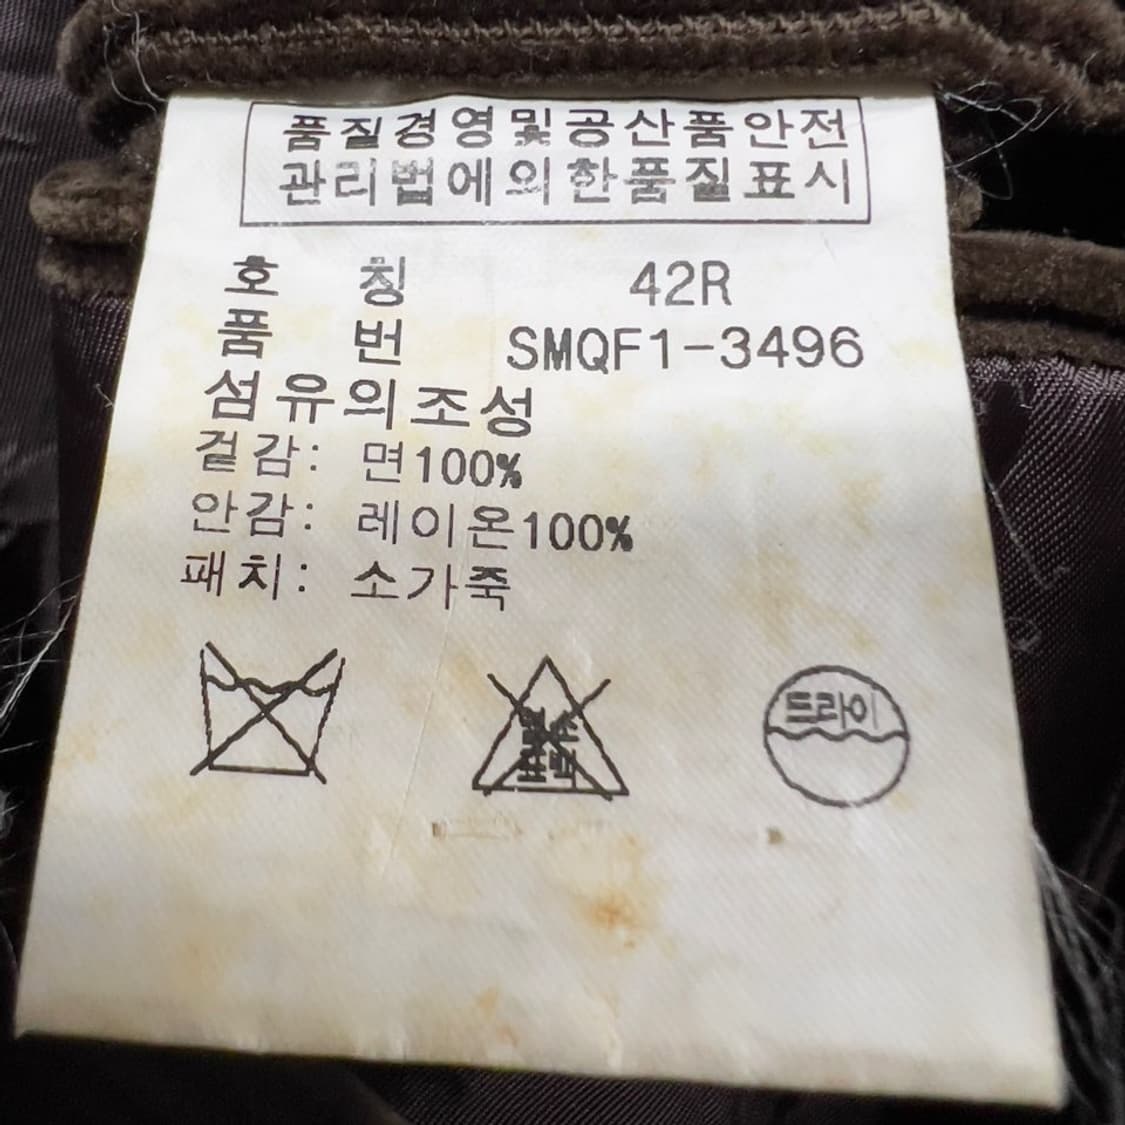 품질경영및공산품안전
관리법에의한품질표시
호 칭 42R
품 번 SMQF1-3496
섬유의조성
겉감: 면100%
안감: 레이온100%
패치: 소가죽
드라이